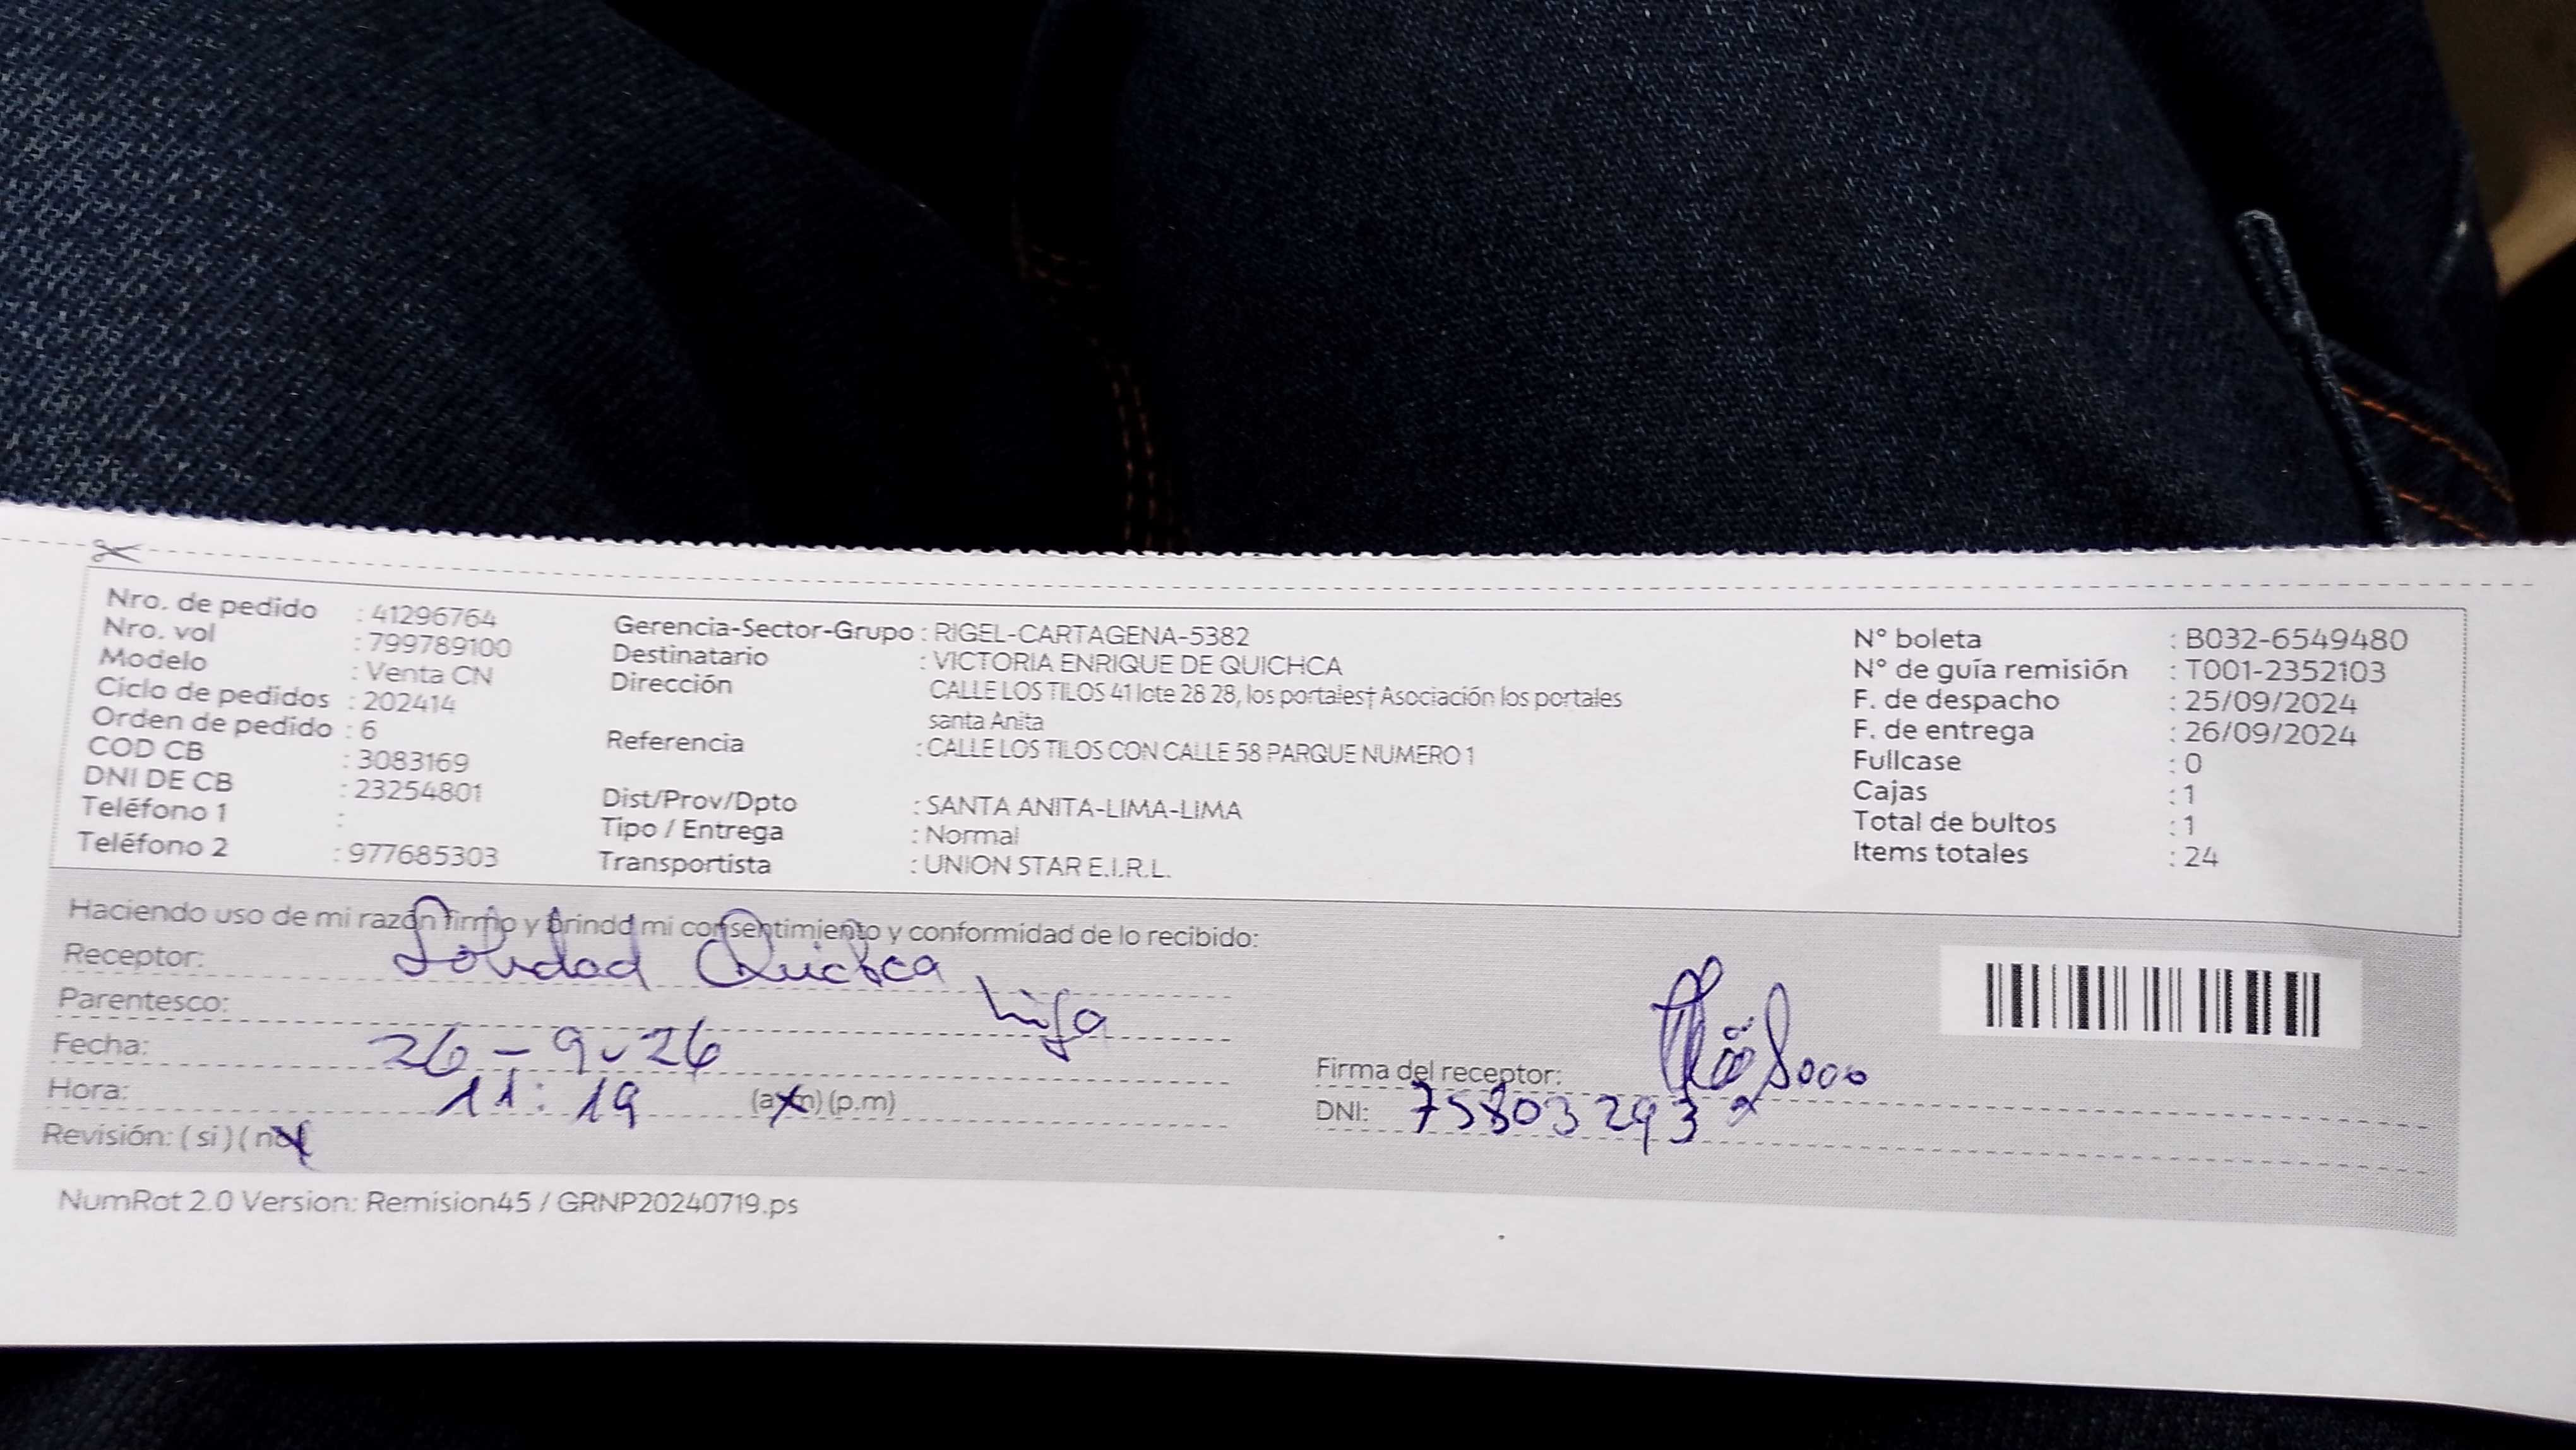 Nro. de pedido : 41296764
Nro. vol : 799789100
Modelo : Venta CN
Ciclo de pedidos : 202414
Orden de pedido : 6
COD CB : 3083169
DNI DE CB : 23254801
Teléfono 1 :
Teléfono 2 : 977685303
Gerencia-Sector-Grupo : RIGEL-CARTAGENA-5382
Destinatario : VICTORIA ENRIQUE DE QUICHCA
Dirección CALLE LOS TILOS 41 lote 28 28, los portales† Asociación los portales
santa Anita
Referencia : CALLE LOS TILOS CON CALLE 58 PARQUE NUMERO 1
Dist/Prov/Dpto : SANTA ANITA-LIMA-LIMA
Tipo / Entrega : Normal
Transportista : UNION STAR E.I.R.L.
N° boleta : B032-6549480
N° de guía remisión : T001-2352103
F. de despacho : 25/09/2024
F. de entrega : 26/09/2024
Fullcase : 0
Cajas : 1
Total de bultos : 1
Items totales : 24
Haciendo uso de mi razón firmo y brindo mi consentimiento y conformidad de lo recibido:
Receptor: Soledad Quichca
Parentesco: hija
Fecha: 26-9-26
Hora: 11:19 (a.m) (p.m)
Revisión: ( si ) ( no )
Firma del receptor:
DNI: 75803293
NumRot 2.0 Version: Remision45 / GRNP20240719.ps